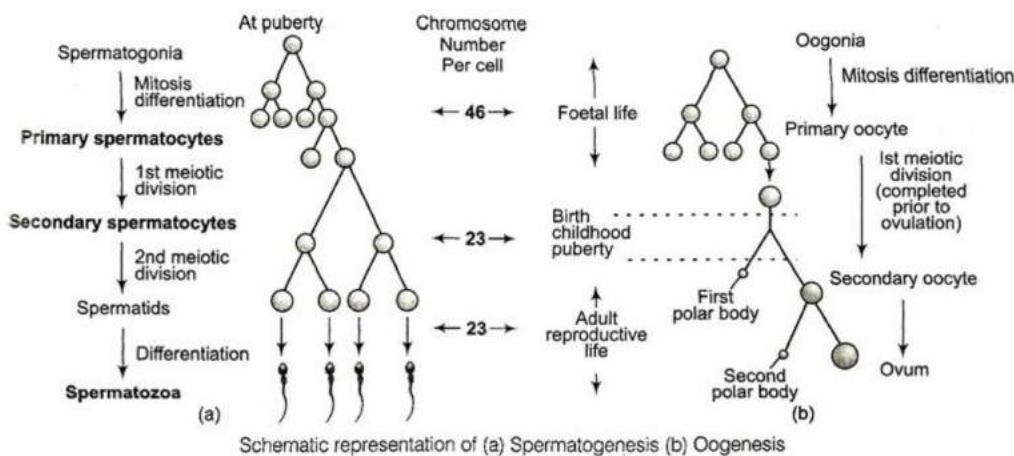 At puberty
Spermatogonia
Mitosis
differentiation
Primary spermatocytes
1st meiotic
division
Secondary spermatocytes
2nd meiotic
division
Spermatids
Differentiation
Spermatozoa
(a)
Chromosome
Number
Per cell
46
23
23
Foetal life
Birth
childhood
puberty
Adult
reproductive
life
Oogonia
Mitosis differentiation
Primary oocyte
Ist meiotic
division
(completed
prior to
ovulation)
Secondary oocyte
First
polar body
Second
polar body
Ovum
(b)
Schematic representation of (a) Spermatogenesis (b) Oogenesis